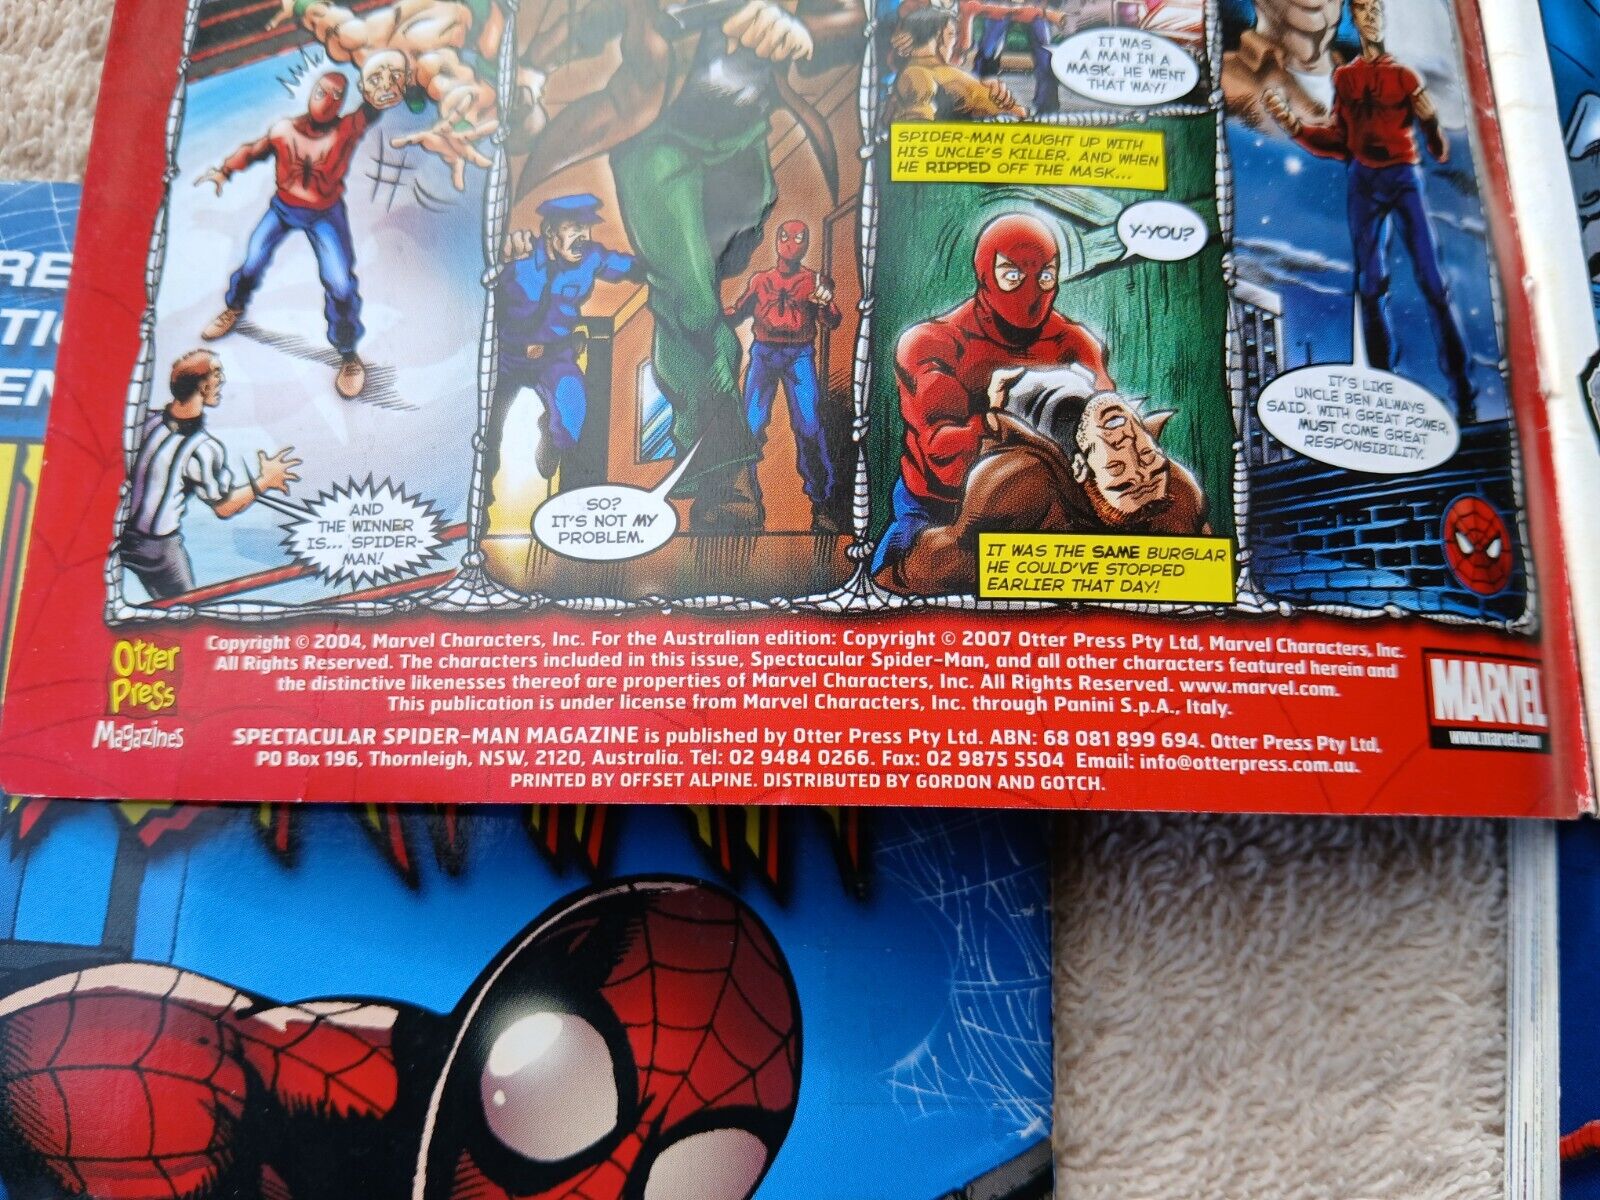 IT WAS
A MAN IN A
MASK. HE WENT
THAT WAY!
SPIDER-MAN CAUGHT UP WITH
HIS UNCLE'S KILLER. AND WHEN
HE RIPPED OFF THE MASK...
Y-YOU?
AND
THE WINNER
IS... SPIDER-
MAN!
SO?
IT'S NOT MY
PROBLEM.
IT WAS THE SAME BURGLAR
HE COULD'VE STOPPED
EARLIER THAT DAY!
IT'S LIKE
UNCLE BEN ALWAYS
SAID. WITH GREAT POWER,
MUST COME GREAT
RESPONSIBILITY.
Otter
Press
Magazines
Copyright © 2004, Marvel Characters, Inc. For the Australian edition: Copyright © 2007 Otter Press Pty Ltd, Marvel Characters, Inc.
All Rights Reserved. The characters included in this issue, Spectacular Spider-Man, and all other characters featured herein and
the distinctive likenesses thereof are properties of Marvel Characters, Inc. All Rights Reserved. www.marvel.com.
This publication is under license from Marvel Characters, Inc. through Panini S.p.A., Italy.
SPECTACULAR SPIDER-MAN MAGAZINE is published by Otter Press Pty Ltd. ABN: 68 081 899 694. Otter Press Pty Ltd,
PO Box 196, Thornleigh, NSW, 2120, Australia. Tel: 02 9484 0266. Fax: 02 9875 5504 Email: info@otterpress.com.au.
PRINTED BY OFFSET ALPINE. DISTRIBUTED BY GORDON AND GOTCH.
MARVEL
www.marvel.com